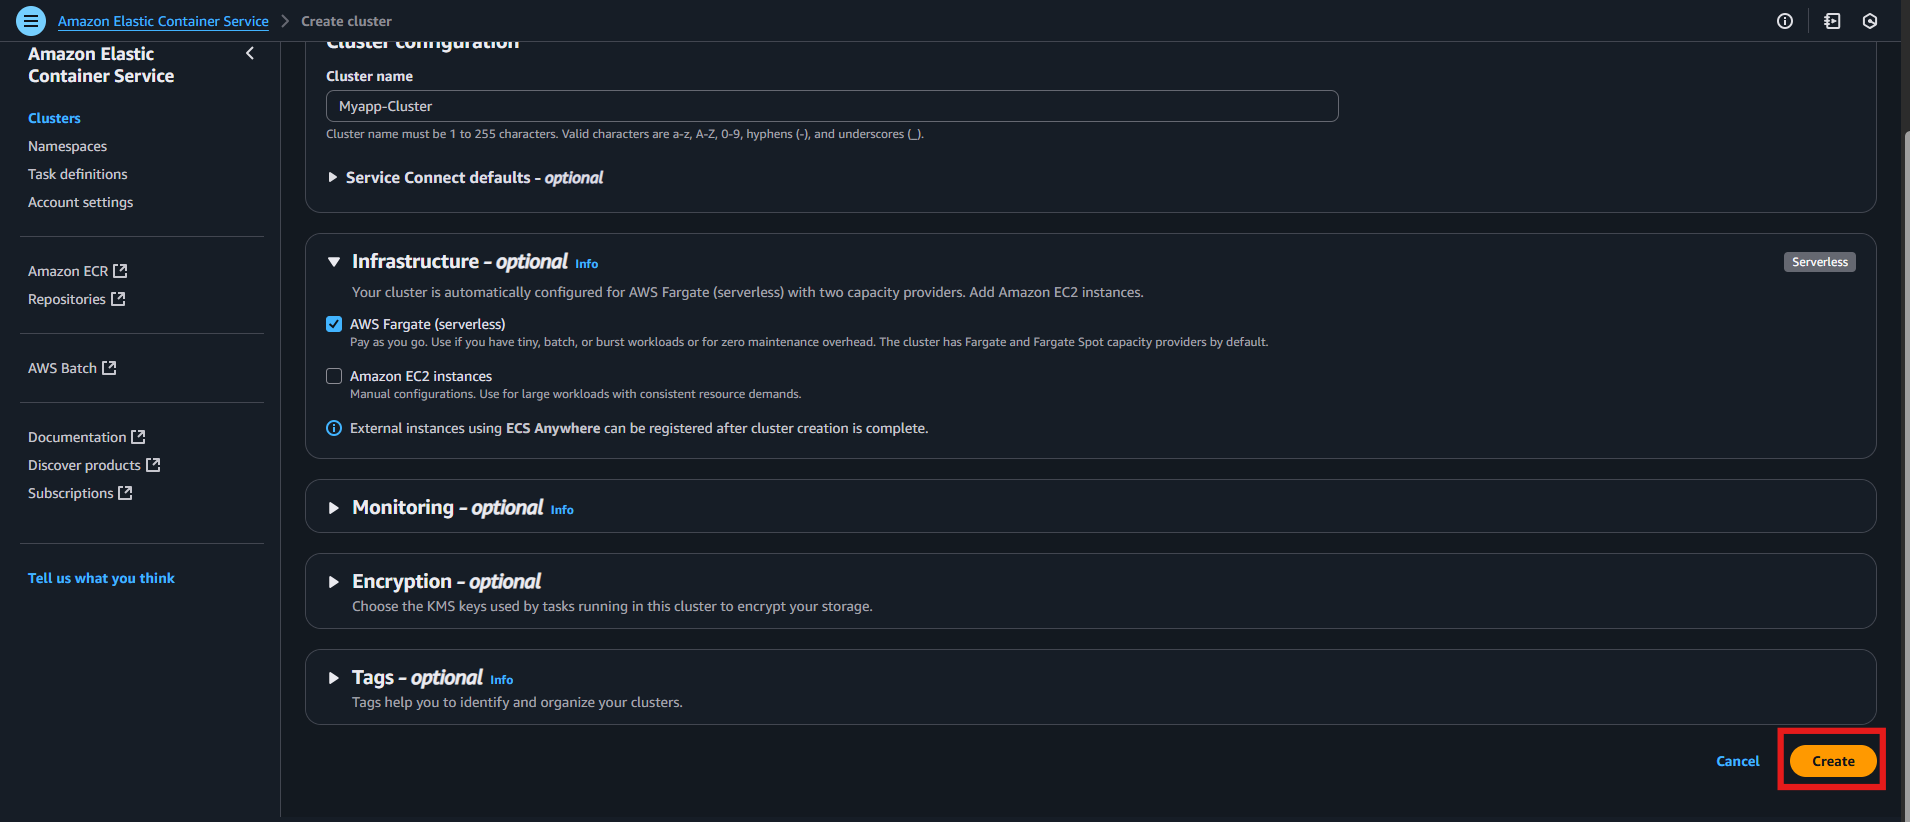 Amazon Elastic Container Service > Create cluster
Amazon Elastic
Container Service
Clusters
Namespaces
Task definitions
Account settings
Amazon ECR
Repositories
AWS Batch
Documentation
Discover products
Subscriptions
Tell us what you think
Cluster configuration
Cluster name
Myapp-Cluster
Cluster name must be 1 to 255 characters. Valid characters are a-z, A-Z, 0-9, hyphens (-), and underscores (_).
Service Connect defaults - optional
Infrastructure - optional Info
Serverless
Your cluster is automatically configured for AWS Fargate (serverless) with two capacity providers. Add Amazon EC2 instances.
AWS Fargate (serverless)
Pay as you go. Use if you have tiny, batch, or burst workloads or for zero maintenance overhead. The cluster has Fargate and Fargate Spot capacity providers by default.
Amazon EC2 instances
Manual configurations. Use for large workloads with consistent resource demands.
External instances using ECS Anywhere can be registered after cluster creation is complete.
Monitoring - optional Info
Encryption - optional
Choose the KMS keys used by tasks running in this cluster to encrypt your storage.
Tags - optional Info
Tags help you to identify and organize your clusters.
Cancel
Create